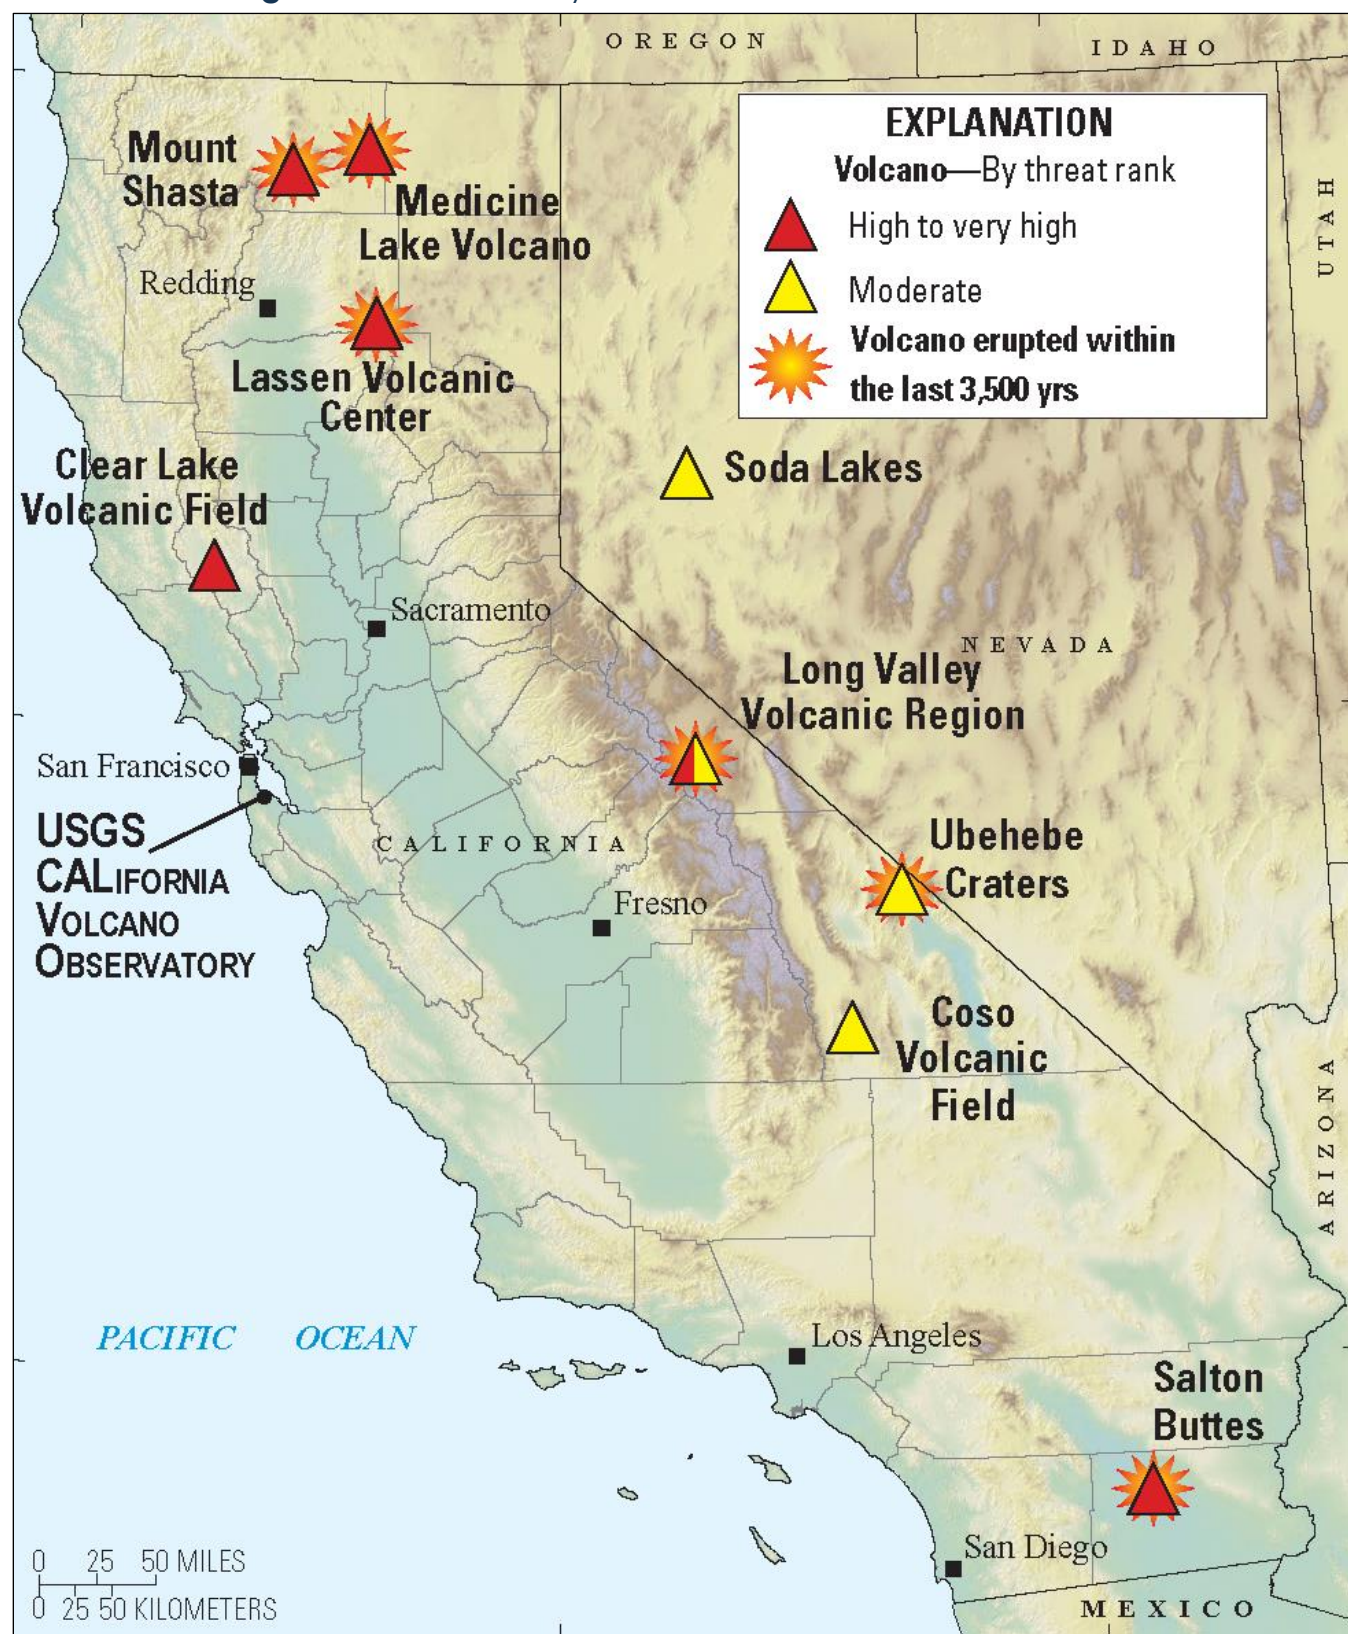 OREGON
IDAHO
EXPLANATION
Volcano—By threat rank
High to very high
Moderate
Volcano erupted within
the last 3,500 yrs
UTAH
Mount
Shasta
Medicine
Lake Volcano
Redding
Lassen Volcanic
Center
Clear Lake
Volcanic Field
Soda Lakes
Sacramento
NEVADA
Long Valley
Volcanic Region
San Francisco
USGS
CALIFORNIA
VOLCANO
OBSERVATORY
CALIFORNIA
Ubehebe
Craters
Fresno
Coso
Volcanic
Field
ARIZONA
PACIFIC OCEAN
Los Angeles
Salton
Buttes
San Diego
MEXICO
0 25 50 MILES
0 25 50 KILOMETERS